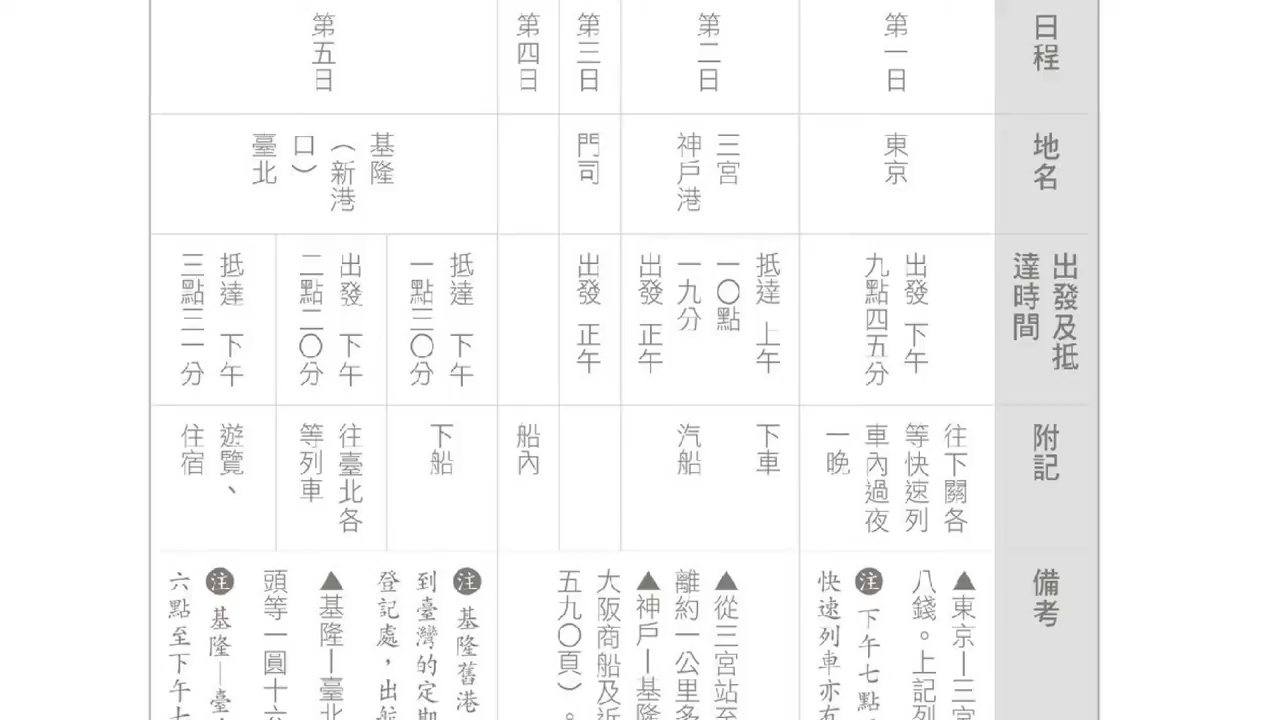 日程
地名
出發及抵
達時間
附記
備考
第一日
東京
出發 下午
九點四五分
往下關各
等快速列
車內過夜
一晚
▲東京—三宮
八錢。上記列
注 下午七點
快速列車亦有
第二日
三宮
神戶港
抵達 上午
一〇點
一九分
出發 正午
下車
汽船
第三日
門司
出發 正午
第四日
船內
▲從三宮站至
離約一公里多
▲神戶—基隆
大阪商船及近
五九〇頁)。
第五日
基隆
(新港
口)
臺北
抵達 下午
一點三〇分
下船
出發 下午
二點二〇分
往臺北各
等列車
抵達 下午
三點三一分
遊覽、
住宿
注 基隆舊港
到臺灣的定期
登記處,出航
▲基隆—臺北
頭等一圓十六
注 基隆—臺
六點至下午七